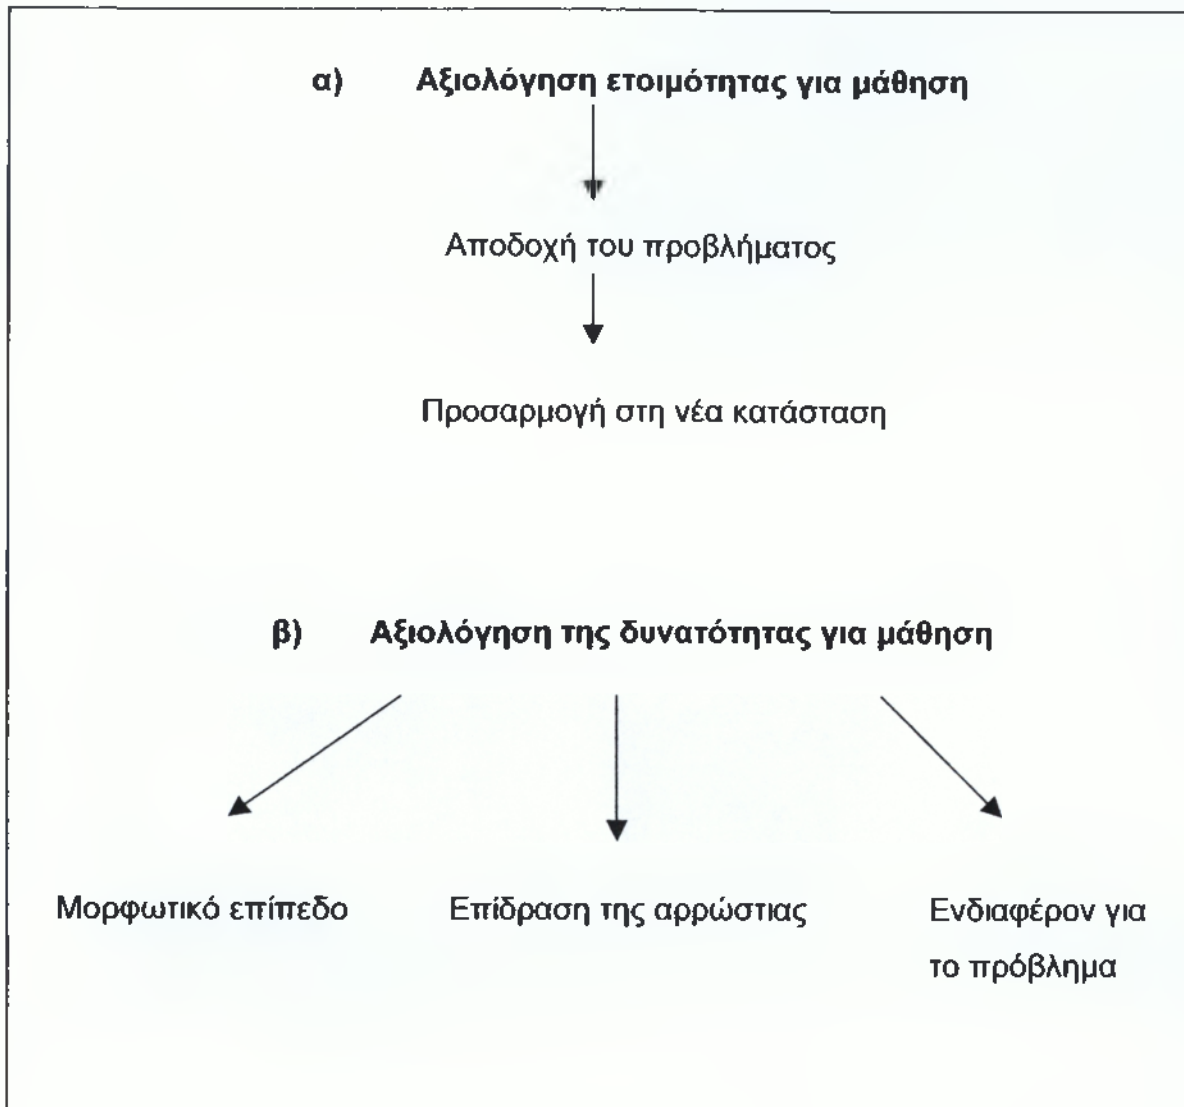 α) Αξιολόγηση ετοιμότητας για μάθηση
Αποδοχή του προβλήματος
Προσαρμογή στη νέα κατάσταση
β) Αξιολόγηση της δυνατότητας για μάθηση
Μορφωτικό επίπεδο Επίδραση της αρρώστιας Ενδιαφέρον για
το πρόβλημα